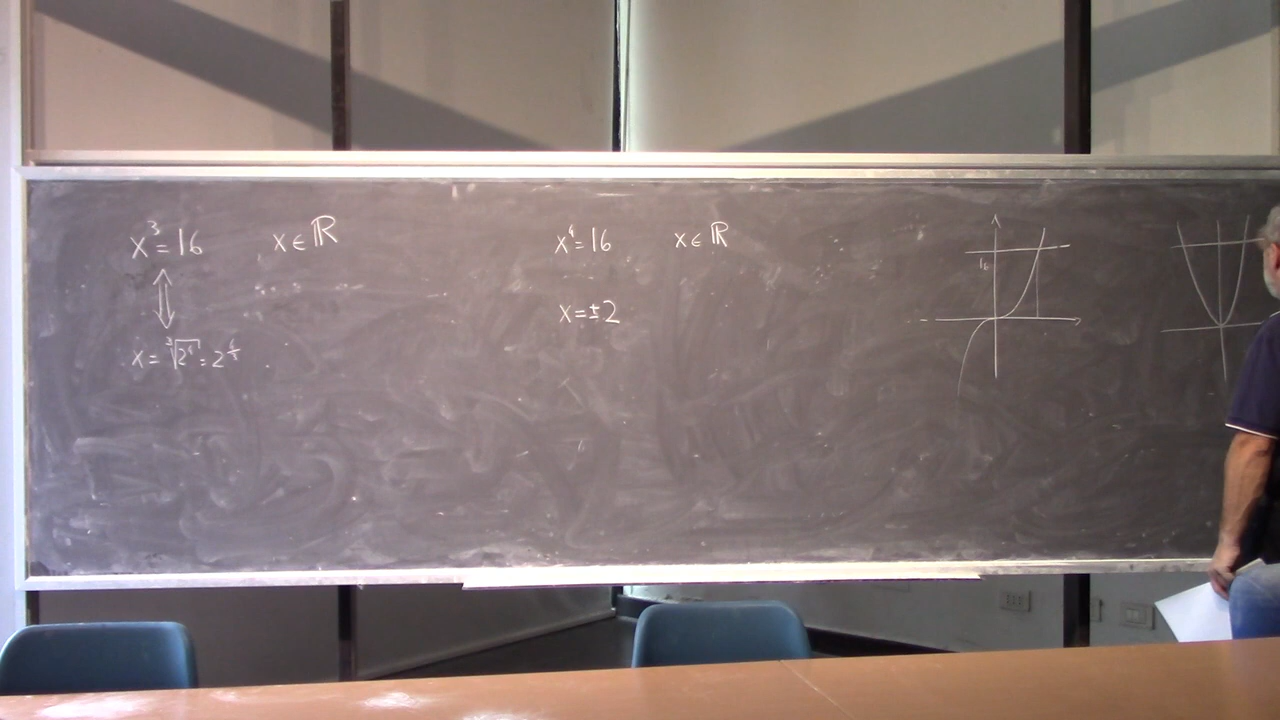 x³ = 16 x ∈ ℝ
⇕
x = ∛2⁴ = 2^(4/3)
x⁴ = 16 x ∈ ℝ
x = ± 2
16